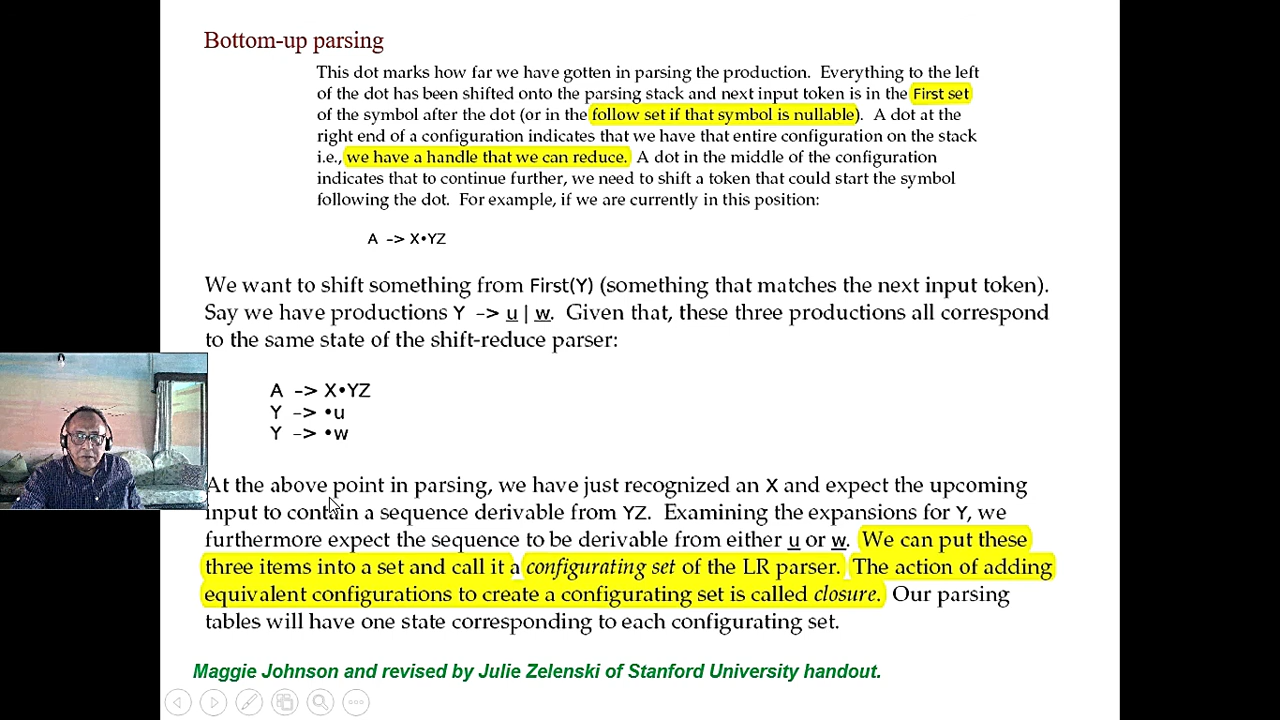 Bottom-up parsing
This dot marks how far we have gotten in parsing the production. Everything to the left
of the dot has been shifted onto the parsing stack and next input token is in the First set
of the symbol after the dot (or in the follow set if that symbol is nullable). A dot at the
right end of a configuration indicates that we have that entire configuration on the stack
i.e., we have a handle that we can reduce. A dot in the middle of the configuration
indicates that to continue further, we need to shift a token that could start the symbol
following the dot. For example, if we are currently in this position:
A -> X•YZ
We want to shift something from First(Y) (something that matches the next input token).
Say we have productions Y -> u | w. Given that, these three productions all correspond
to the same state of the shift-reduce parser:
A -> X•YZ
Y -> •u
Y -> •w
At the above point in parsing, we have just recognized an X and expect the upcoming
input to contain a sequence derivable from YZ. Examining the expansions for Y, we
furthermore expect the sequence to be derivable from either u or w. We can put these
three items into a set and call it a configurating set of the LR parser. The action of adding
equivalent configurations to create a configurating set is called closure. Our parsing
tables will have one state corresponding to each configurating set.
Maggie Johnson and revised by Julie Zelenski of Stanford University handout.